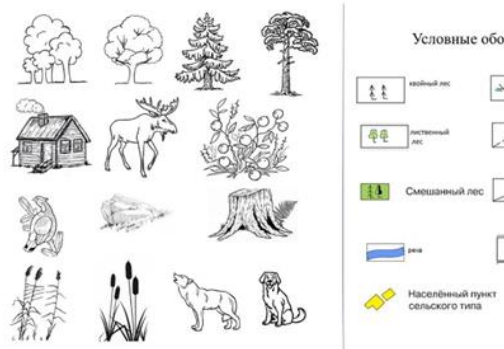 Условные обо
хвойный лес
лиственный
лес
Смешанный лес
река
Населённый пункт
сельского типа